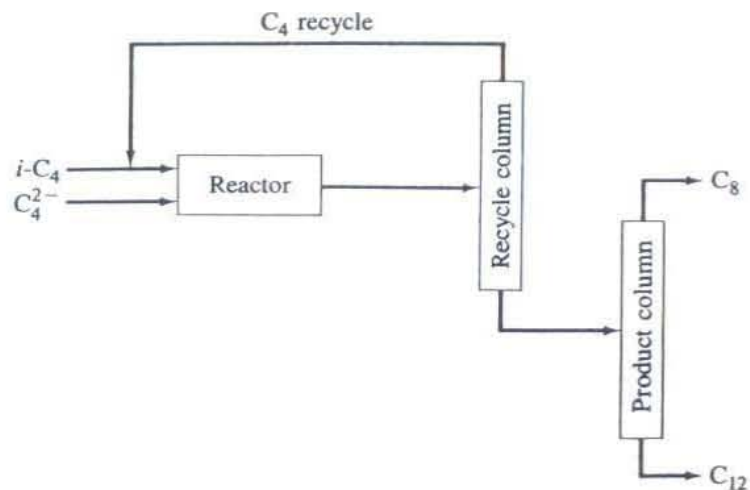 C₄ recycle
i-C₄
C₄²⁻
Reactor
Recycle column
C₈
Product column
C₁₂